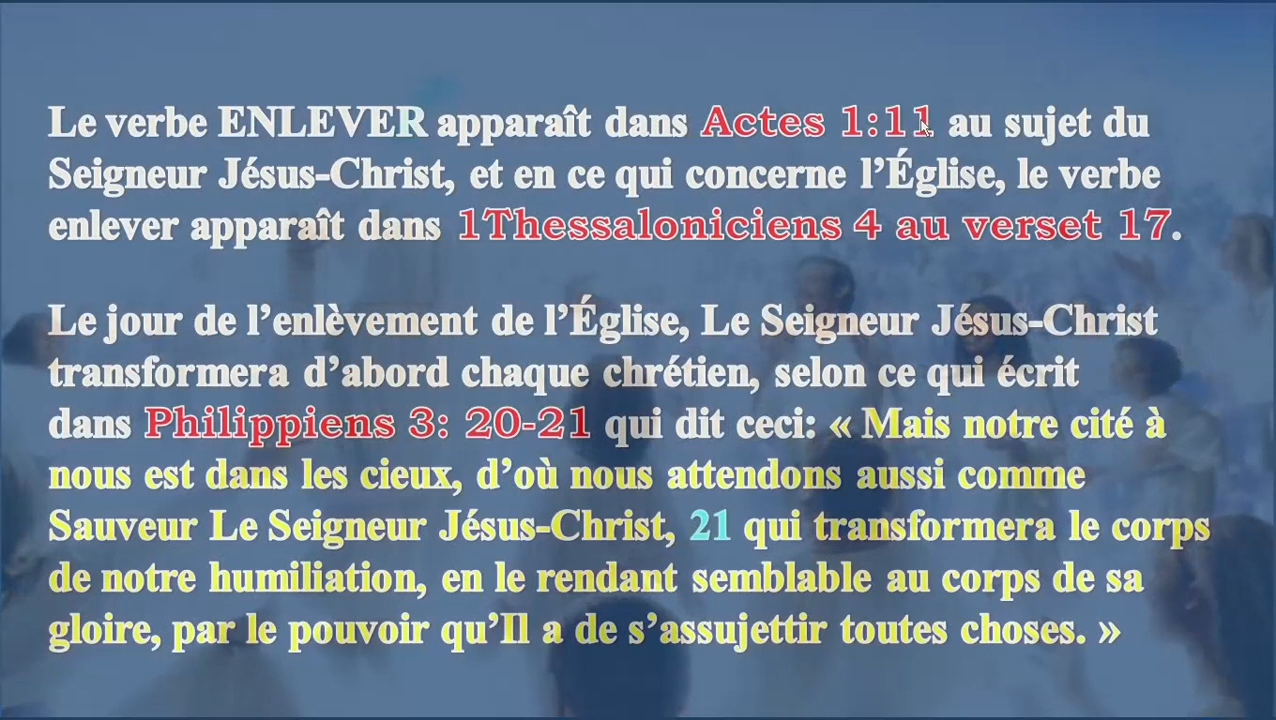 Le verbe ENLEVER apparaît dans Actes 1:11 au sujet du
Seigneur Jésus-Christ, et en ce qui concerne l’Église, le verbe
enlever apparaît dans 1Thessaloniciens 4 au verset 17.
Le jour de l’enlèvement de l’Église, Le Seigneur Jésus-Christ
transformera d’abord chaque chrétien, selon ce qui écrit
dans Philippiens 3: 20-21 qui dit ceci: « Mais notre cité à
nous est dans les cieux, d’où nous attendons aussi comme
Sauveur Le Seigneur Jésus-Christ, 21 qui transformera le corps
de notre humiliation, en le rendant semblable au corps de sa
gloire, par le pouvoir qu’Il a de s’assujettir toutes choses. »